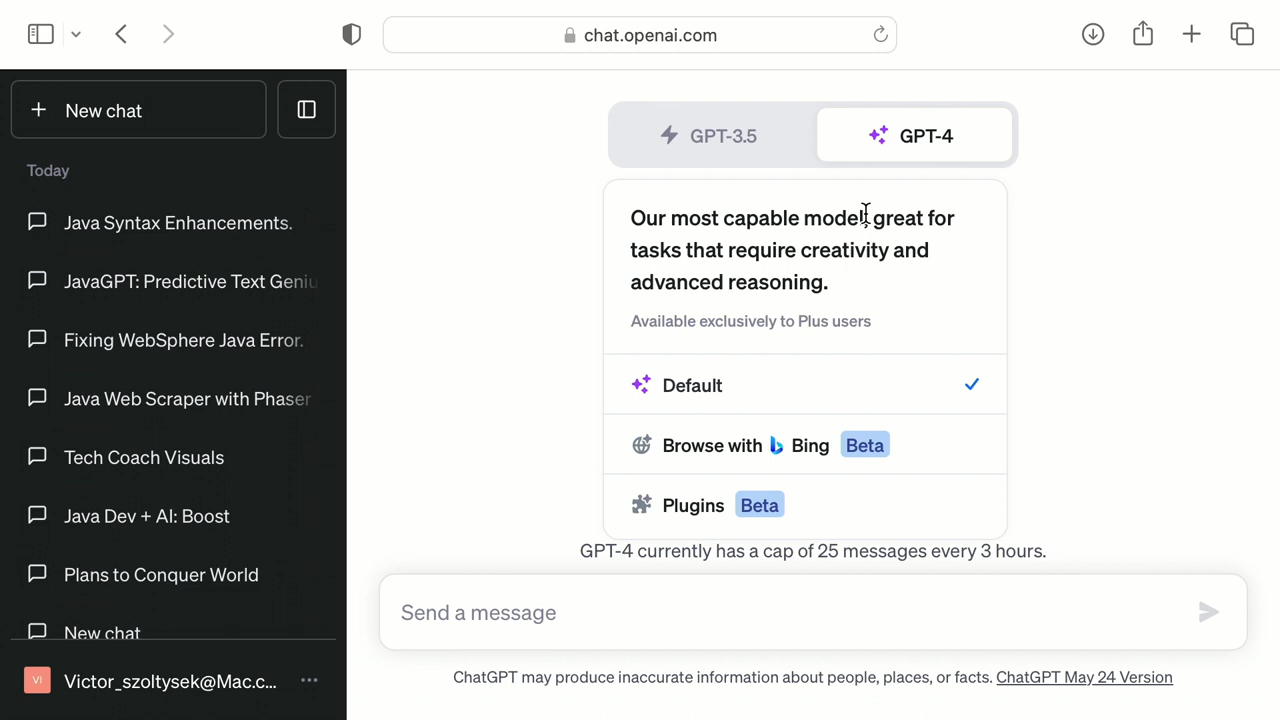 chat.openai.com
New chat
Today
Java Syntax Enhancements.
JavaGPT: Predictive Text Geniu
Fixing WebSphere Java Error.
Java Web Scraper with Phaser
Tech Coach Visuals
Java Dev + AI: Boost
Plans to Conquer World
New chat
VI Victor_szoltysek@Mac.c...
GPT-3.5 GPT-4
Our most capable model, great for
tasks that require creativity and
advanced reasoning.
Available exclusively to Plus users
Default
Browse with Bing Beta
Plugins Beta
GPT-4 currently has a cap of 25 messages every 3 hours.
Send a message
ChatGPT may produce inaccurate information about people, places, or facts. ChatGPT May 24 Version